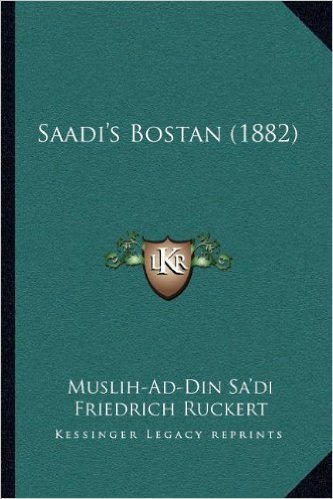 Saadi's Bostan (1882)
LKR
Muslih-Ad-Din Sa'di
Friedrich Ruckert
Kessinger Legacy Reprints